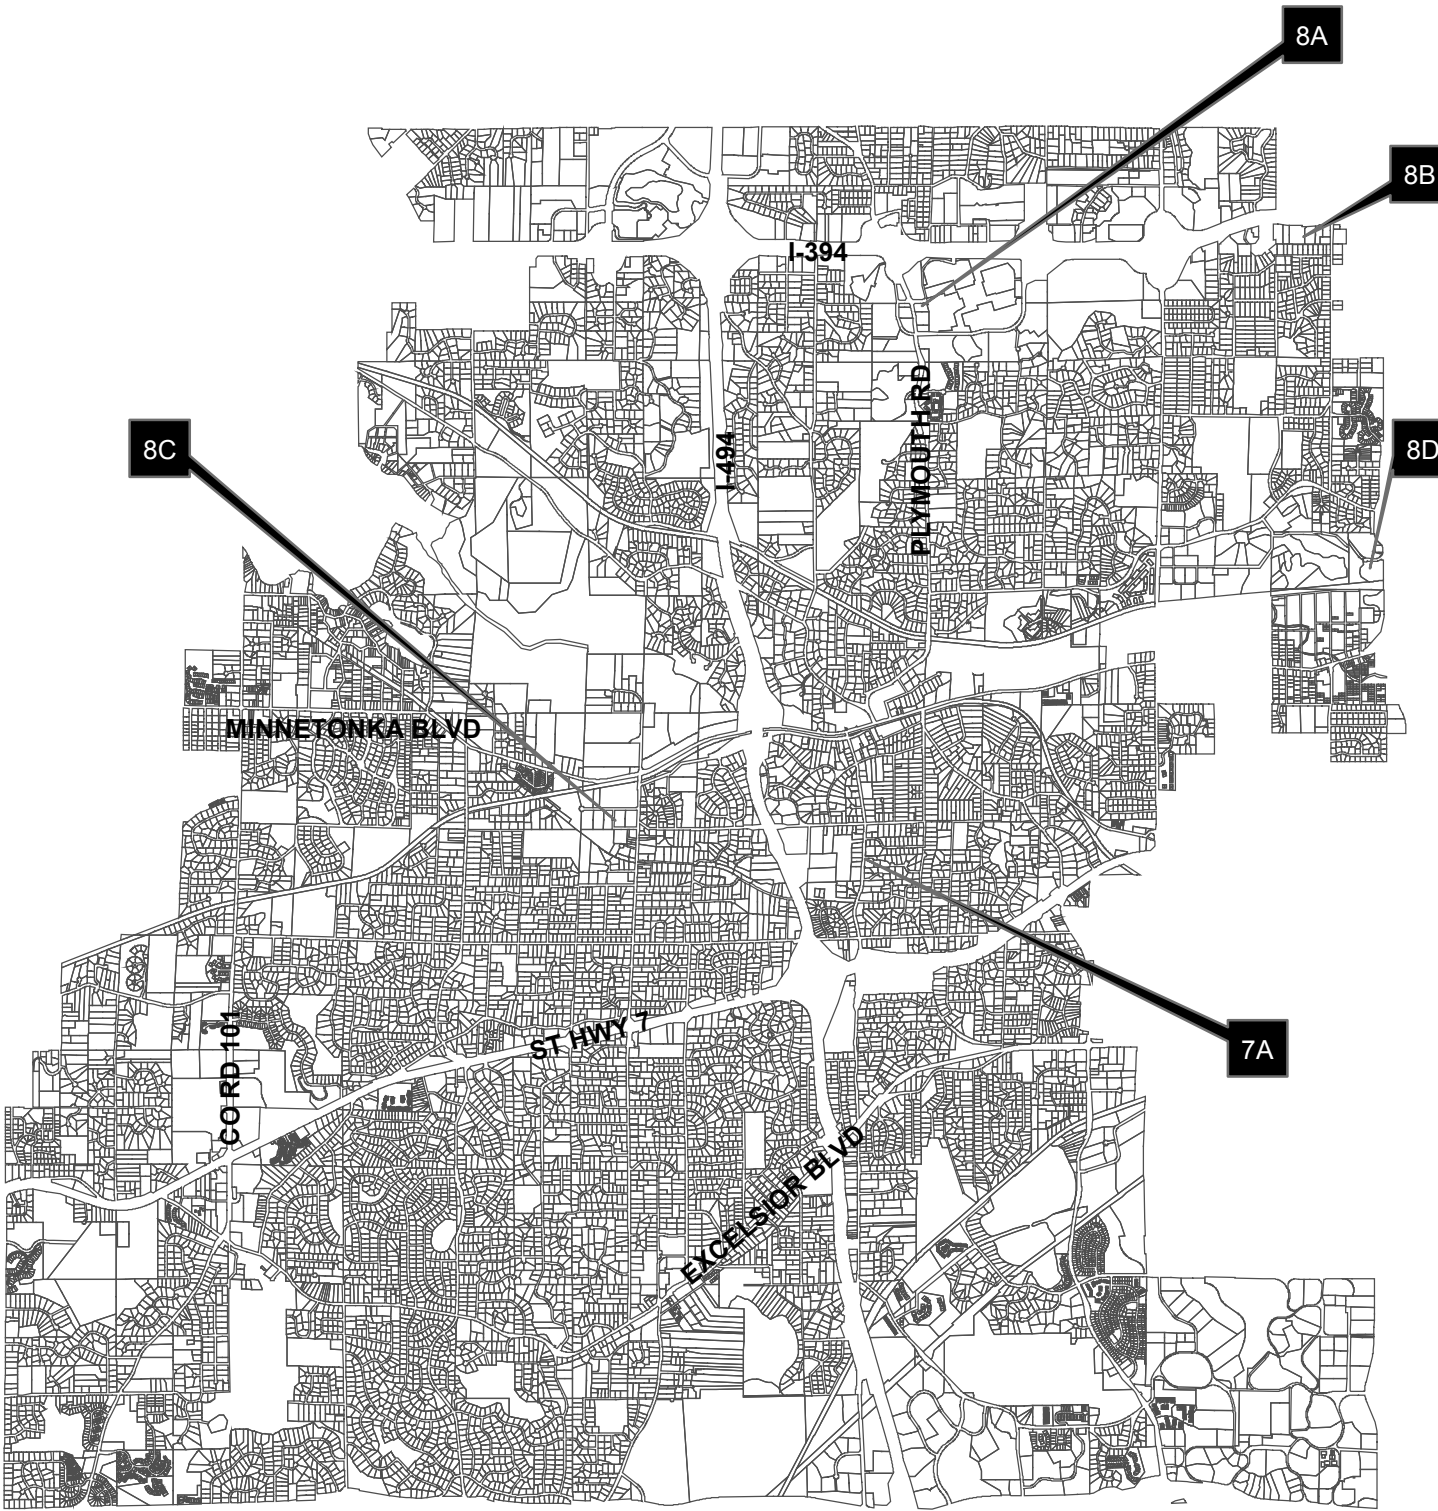 8A
8B
I-394
PLYMOUTH RD
I-494
8C
8D
MINNETONKA BLVD
ST HWY 7
CO RD 101
7A
EXCELSIOR BLVD